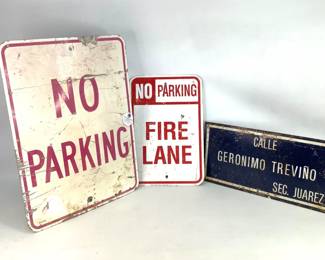 NO
PARKING
NO PARKING
FIRE
LANE
CALLE
GERONIMO TREVIÑO
SEC. JUAREZ